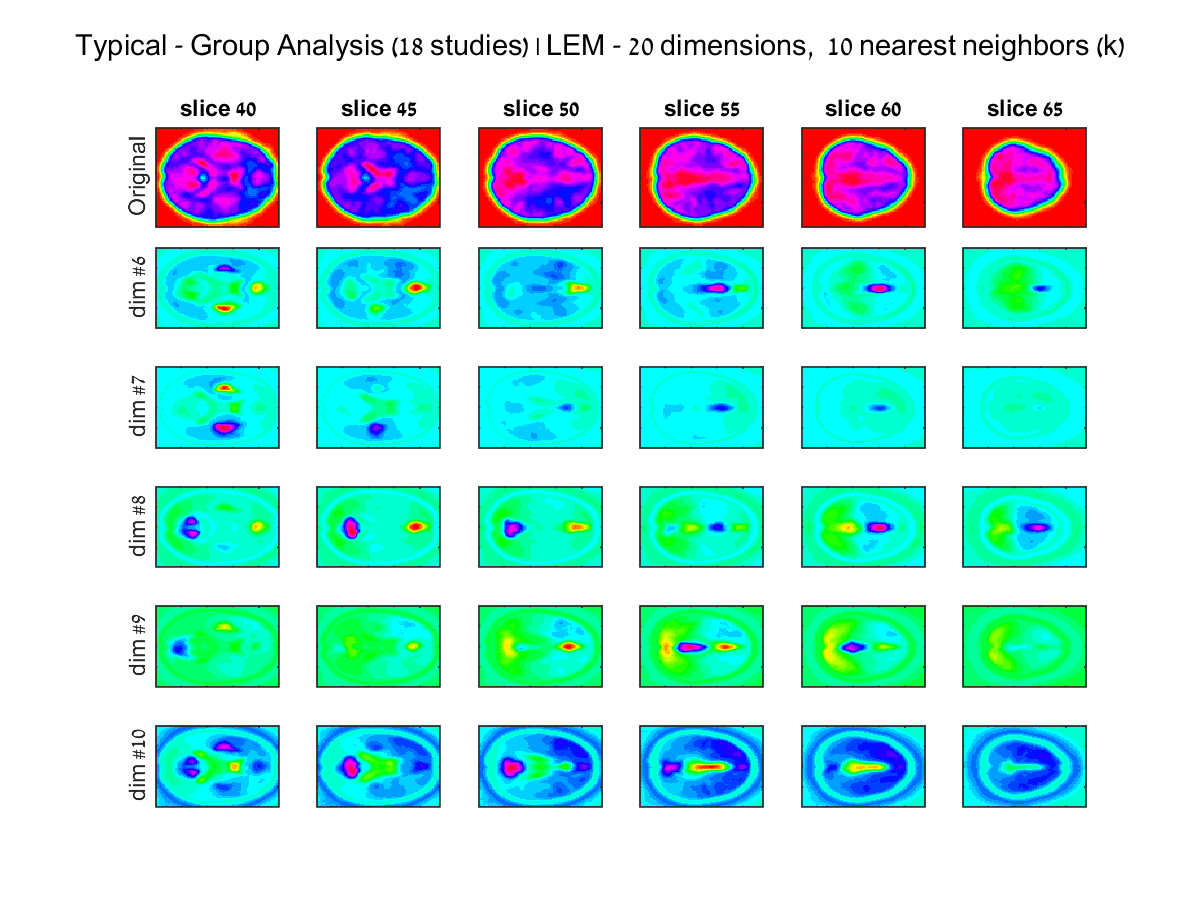 Typical - Group Analysis (18 studies) | LEM - 20 dimensions, 10 nearest neighbors (k)
slice 40 slice 45 slice 50 slice 55 slice 60 slice 65
Original
dim #6
dim #7
dim #8
dim #9
dim #10